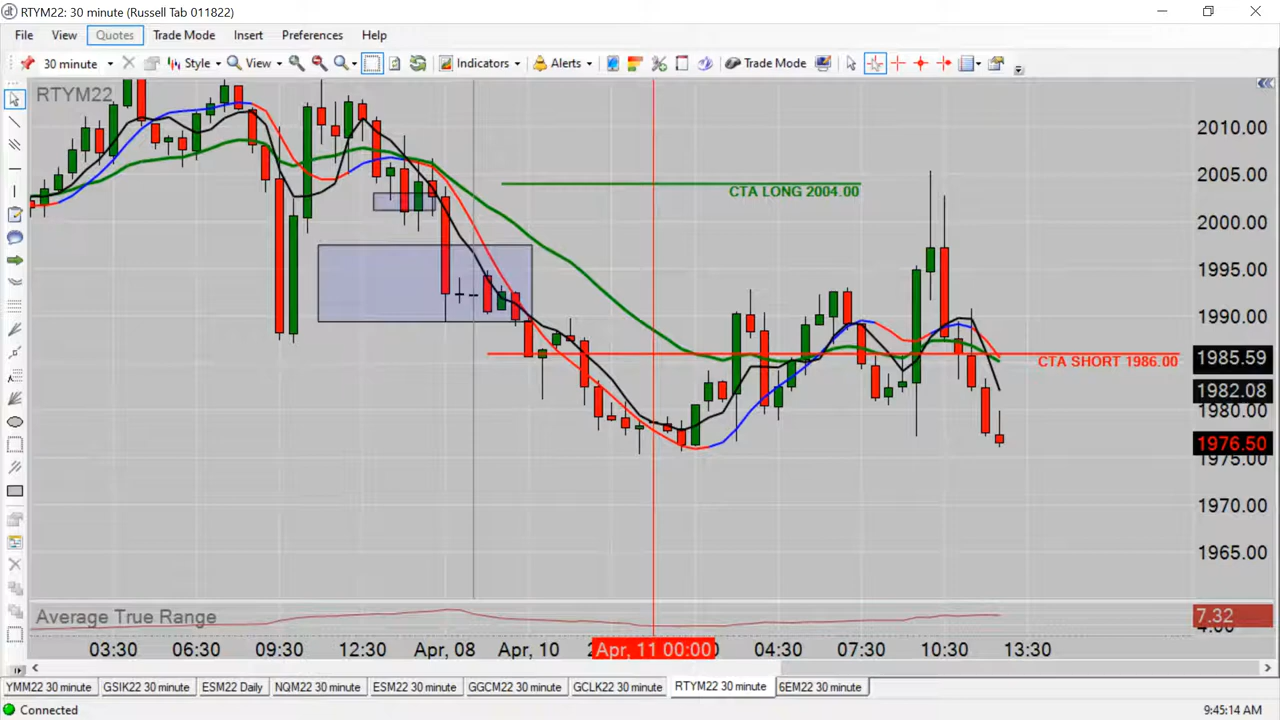 RTYM22: 30 minute (Russell Tab 011822)
File View Quotes Trade Mode Insert Preferences Help
30 minute Style View Indicators Alerts Trade Mode
RTYM22
2010.00
2005.00
CTA LONG 2004.00
2000.00
1995.00
1990.00
1985.59
CTA SHORT 1986.00
1982.08
1980.00
1976.50
1975.00
1970.00
1965.00
Average True Range
7.32
03:30 06:30 09:30 12:30 Apr, 08 Apr, 10 Apr, 11 00:00 04:30 07:30 10:30 13:30
YMM22 30 minute GSIK22 30 minute ESM22 Daily NQM22 30 minute ESM22 30 minute GGCM22 30 minute GCLK22 30 minute RTYM22 30 minute 6EM22 30 minute
Connected 9:45:14 AM